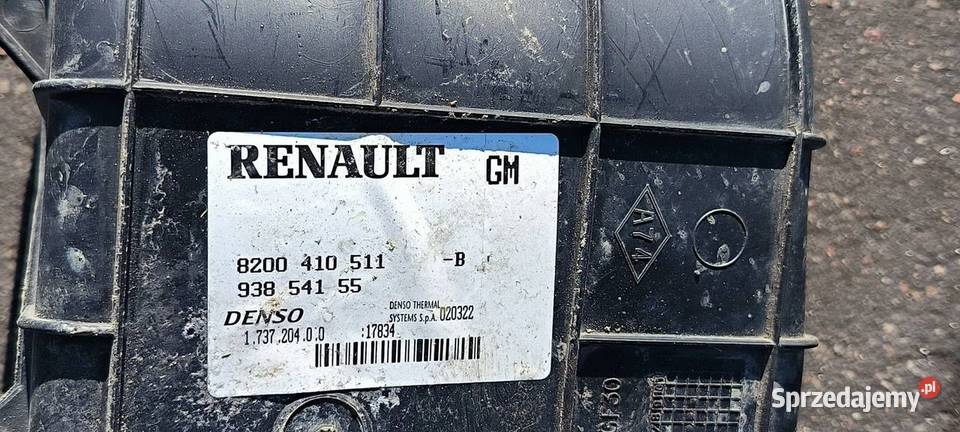 RENAULT GM
8200 410 511 -B
938 541 55
DENSO DENSO THERMAL
SYSTEMS S.p.A. 020322
1.737.204.0.0 :17834
A74
GF30
Sprzedajemy.pl